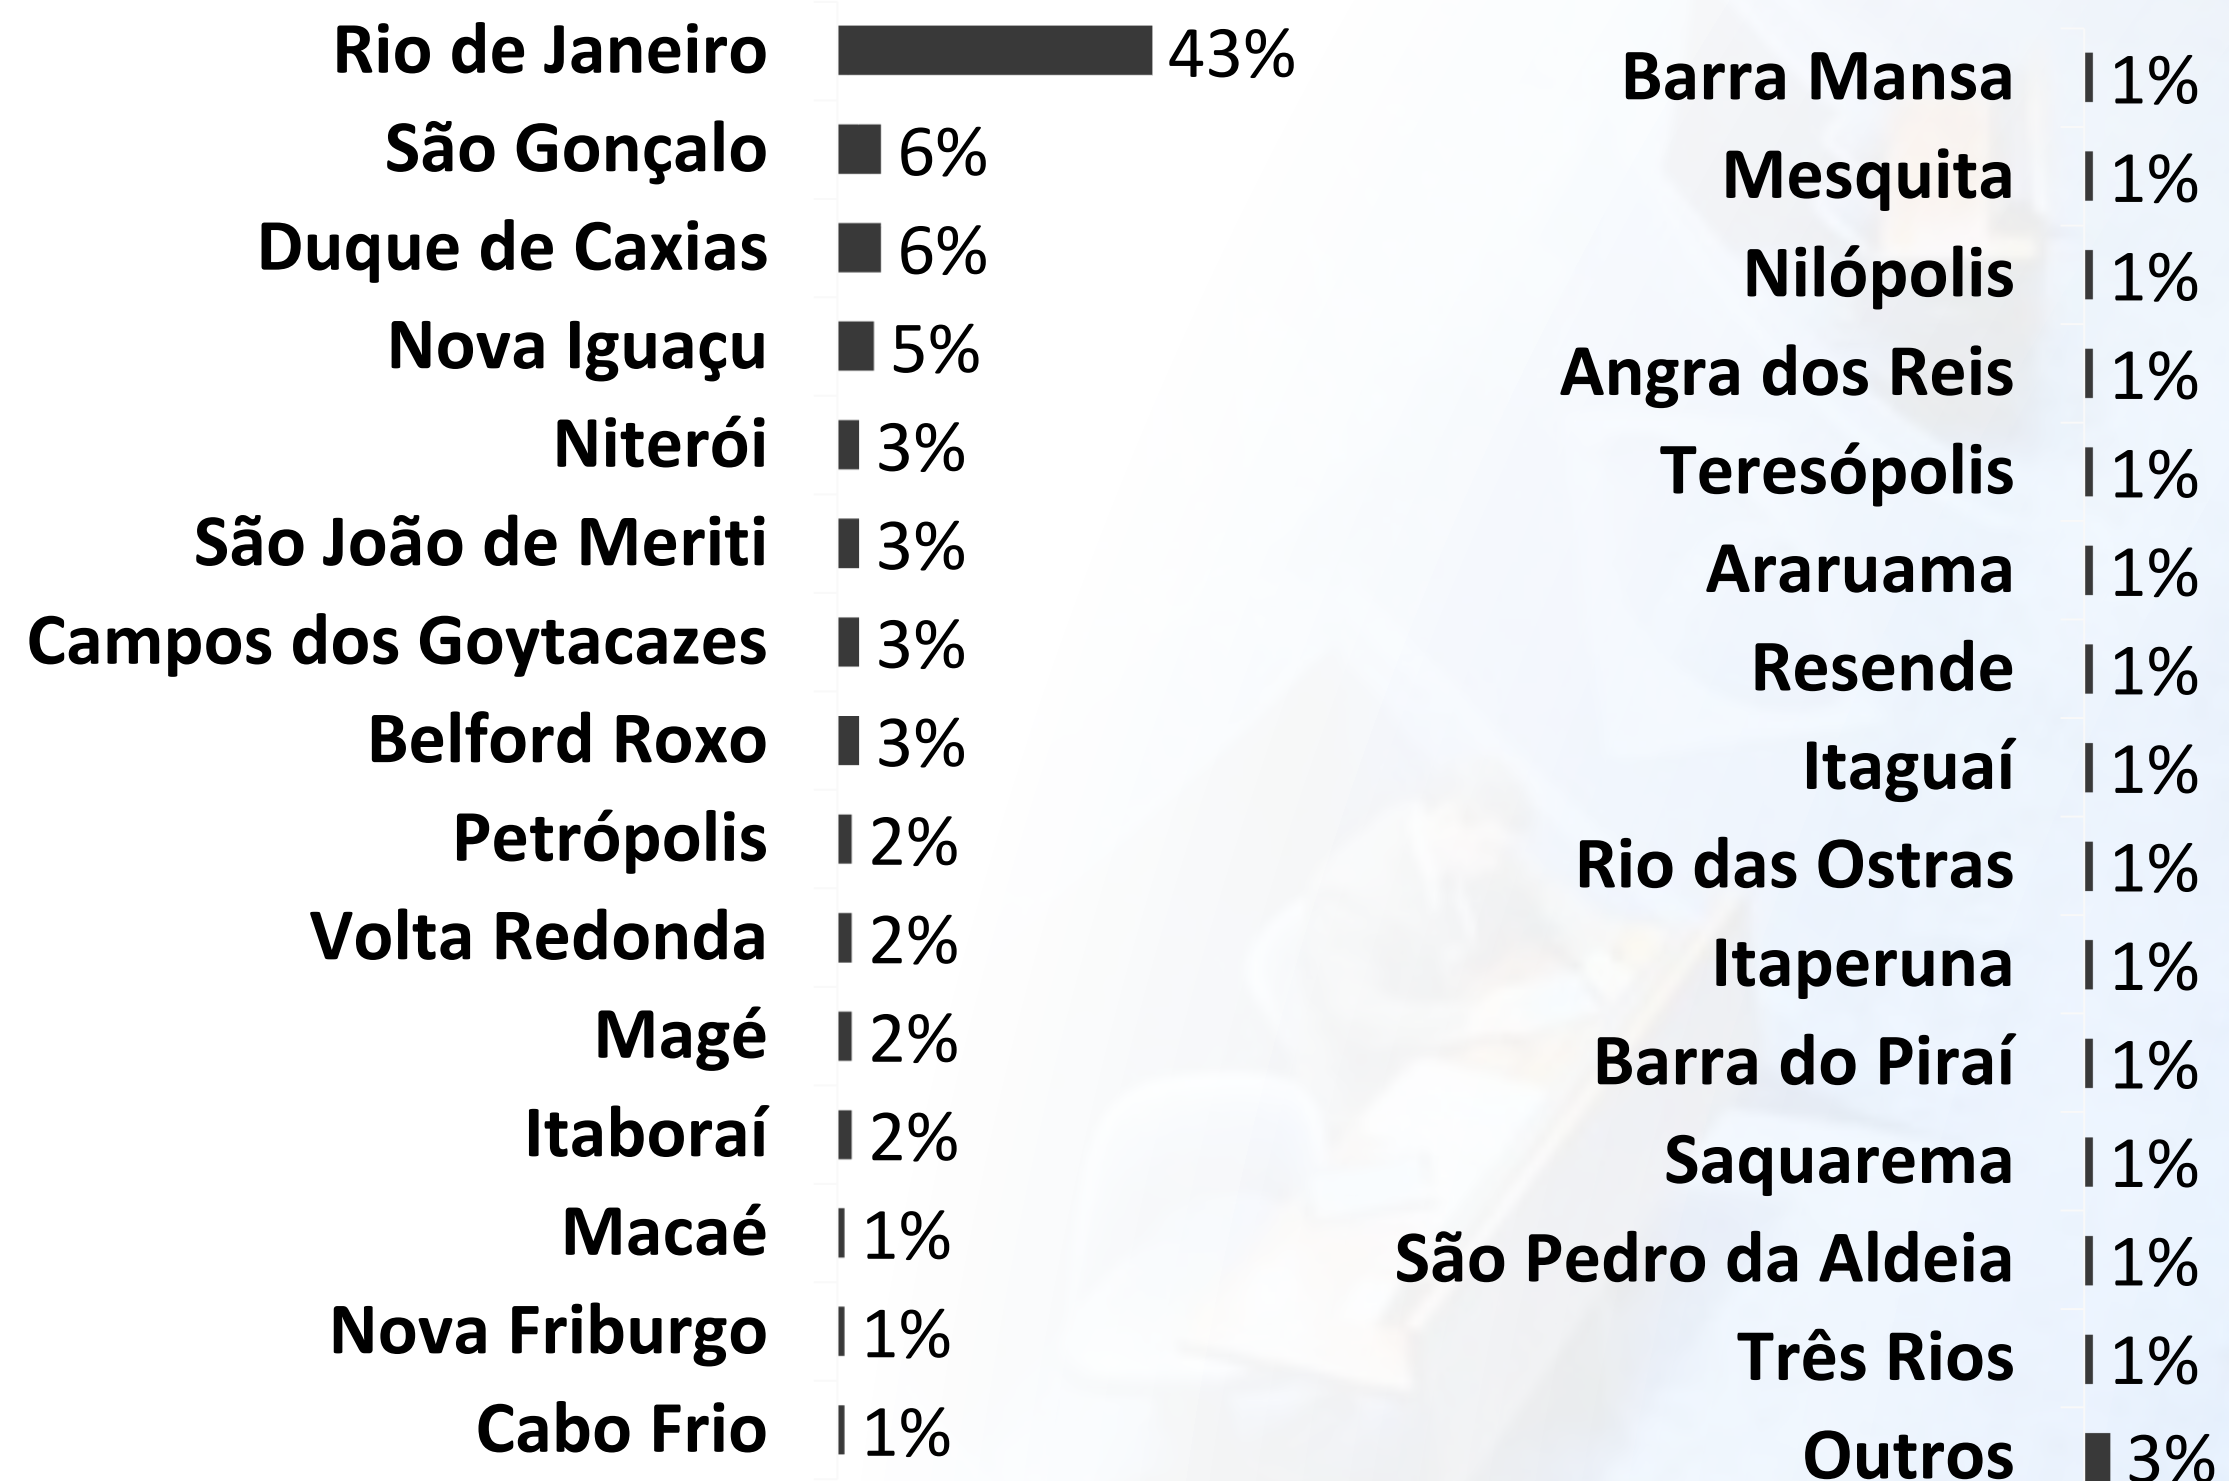 Rio de Janeiro 43%
São Gonçalo 6%
Duque de Caxias 6%
Nova Iguaçu 5%
Niterói 3%
São João de Meriti 3%
Campos dos Goytacazes 3%
Belford Roxo 3%
Petrópolis 2%
Volta Redonda 2%
Magé 2%
Itaboraí 2%
Macaé 1%
Nova Friburgo 1%
Cabo Frio 1%
Barra Mansa 1%
Mesquita 1%
Nilópolis 1%
Angra dos Reis 1%
Teresópolis 1%
Araruama 1%
Resende 1%
Itaguaí 1%
Rio das Ostras 1%
Itaperuna 1%
Barra do Piraí 1%
Saquarema 1%
São Pedro da Aldeia 1%
Três Rios 1%
Outros 3%